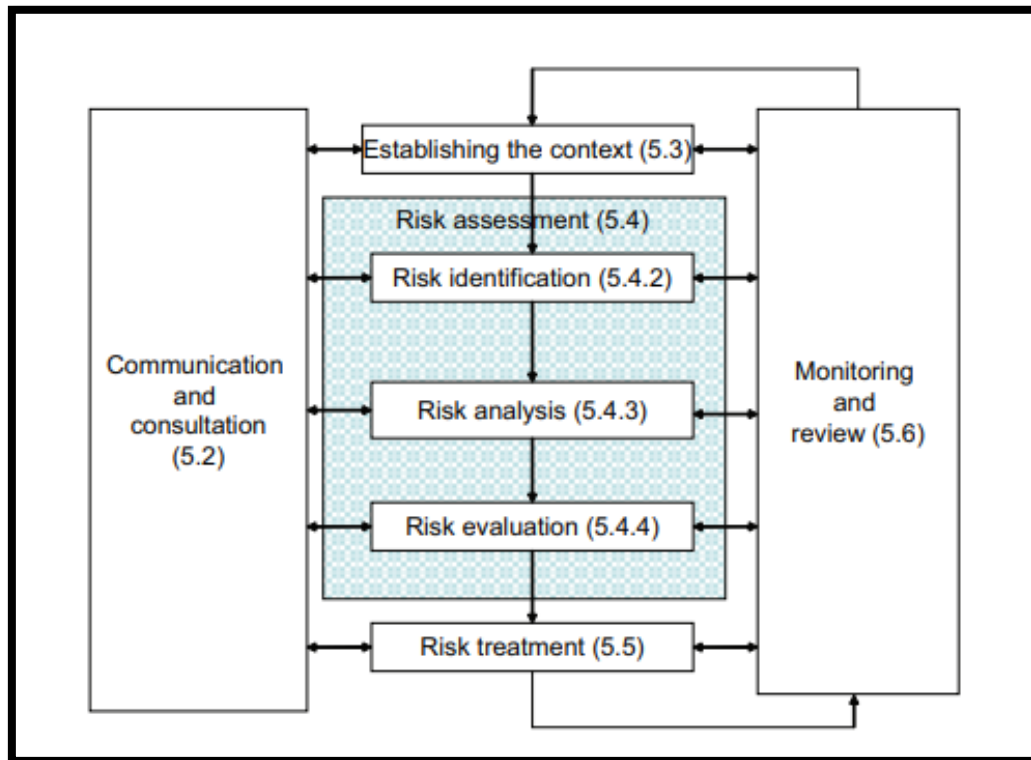 Establishing the context (5.3)
Risk assessment (5.4)
Risk identification (5.4.2)
Risk analysis (5.4.3)
Risk evaluation (5.4.4)
Risk treatment (5.5)
Communication
and
consultation
(5.2)
Monitoring
and
review (5.6)